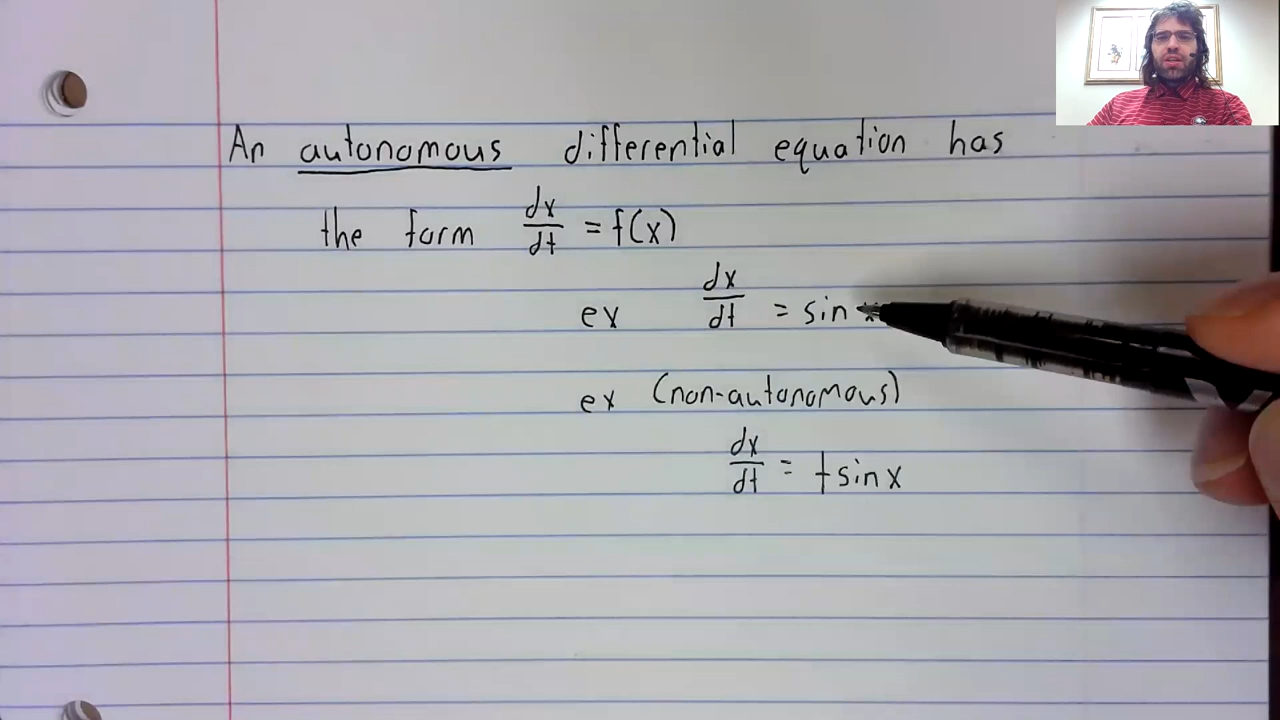 An autonomous differential equation has
the form dx/dt = f(x)
ex dx/dt = sin
ex (non-autonomous)
dx/dt = t sin x